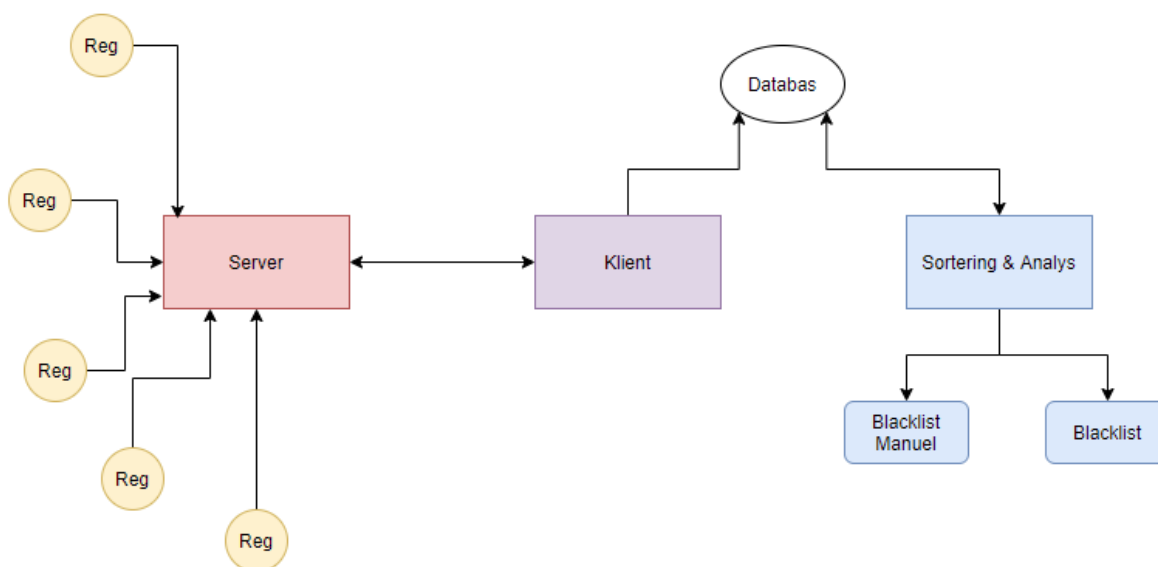 Reg
Databas
Reg
Server
Klient
Sortering & Analys
Reg
Blacklist
Manuel
Blacklist
Reg
Reg